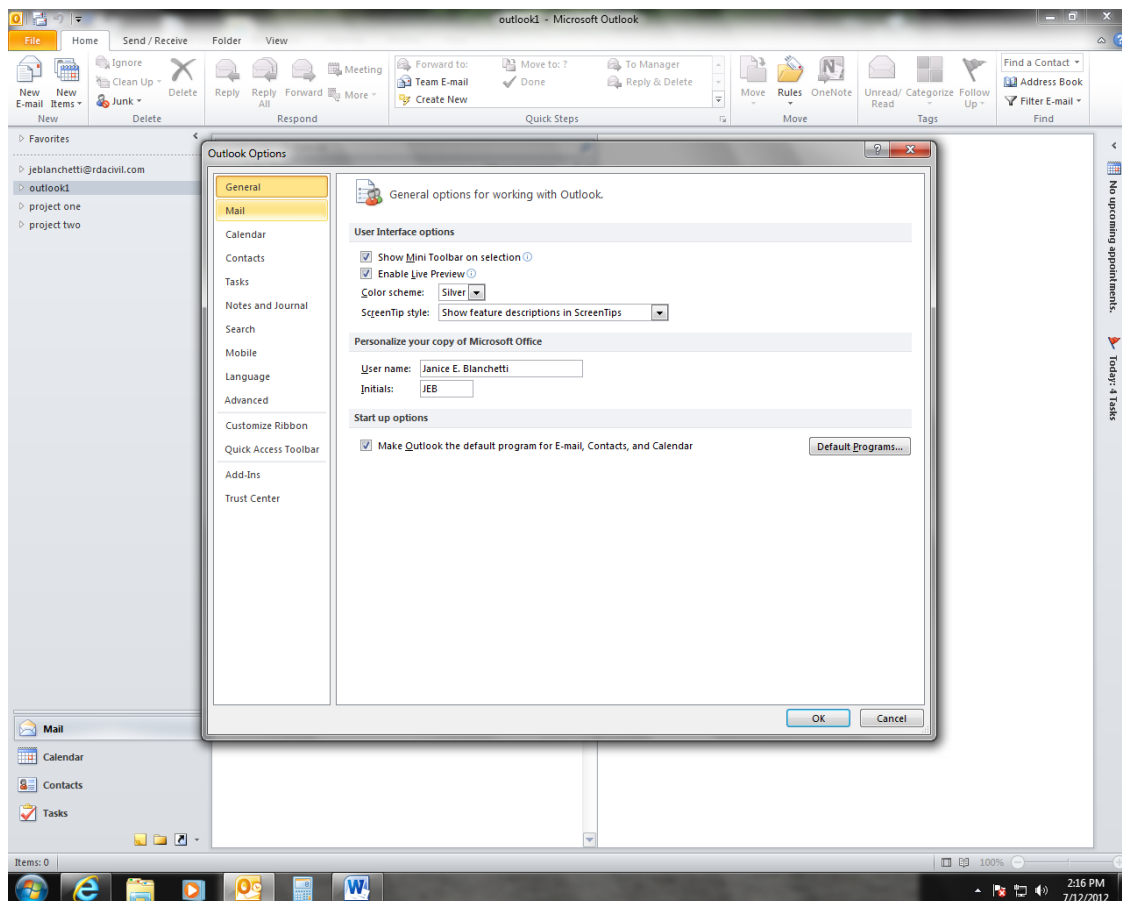 outlook1 - Microsoft Outlook
File Home Send / Receive Folder View
New E-mail
New Items
Ignore
Clean Up
Junk
Delete
Reply
Reply All
Forward
Meeting
More
Forward to:
Team E-mail
Create New
Move to: ?
Done
To Manager
Reply & Delete
Move
Rules
OneNote
Unread/ Read
Categorize
Follow Up
Find a Contact
Address Book
Filter E-mail
New Delete Respond Quick Steps Move Tags Find
Favorites
jeblanchetti@rdacivil.com
outlook1
project one
project two
Outlook Options
General
Mail
Calendar
Contacts
Tasks
Notes and Journal
Search
Mobile
Language
Advanced
Customize Ribbon
Quick Access Toolbar
Add-Ins
Trust Center
General options for working with Outlook.
User Interface options
Show Mini Toolbar on selection
Enable Live Preview
Color scheme: Silver
ScreenTip style: Show feature descriptions in ScreenTips
Personalize your copy of Microsoft Office
User name: Janice E. Blanchetti
Initials: JEB
Start up options
Make Outlook the default program for E-mail, Contacts, and Calendar
Default Programs...
OK Cancel
No upcoming appointments.
Today: 4 Tasks
Mail
Calendar
Contacts
Tasks
Items: 0
100%
2:16 PM
7/12/2012